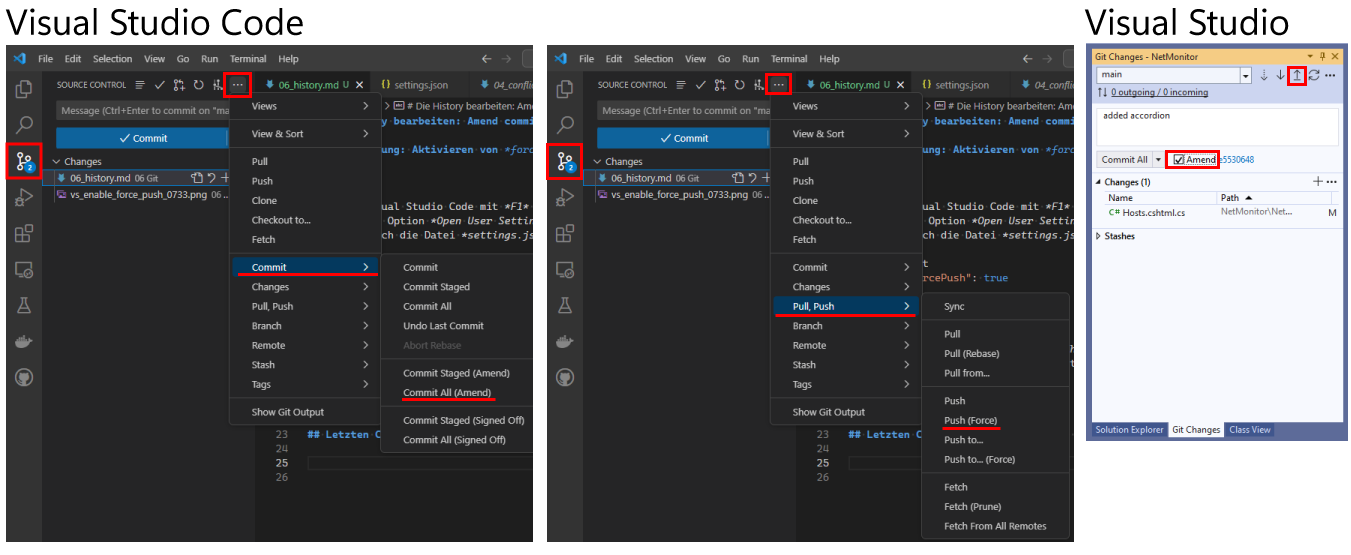 Visual Studio Code
File Edit Selection View Go Run Terminal Help
SOURCE CONTROL
06_history.md U
settings.json
04_conflic
Message (Ctrl+Enter to commit on "ma
Commit
Changes
06_history.md 06 Git
vs_enable_force_push_0733.png 06 ...
2
# Die History bearbeiten: Ame
y bearbeiten: Amend commi
ung: Aktivieren von *forc
ual Studio Code mit *F1*
Option *Open User Settin
ch die Datei *settings.js
Views
View & Sort
Pull
Push
Clone
Checkout to...
Fetch
Commit
Changes
Pull, Push
Branch
Remote
Stash
Tags
Show Git Output
Commit
Commit Staged
Commit All
Undo Last Commit
Abort Rebase
Commit Staged (Amend)
Commit All (Amend)
Commit Staged (Signed Off)
Commit All (Signed Off)
23 ## Letzten C
24
25
26
File Edit Selection View Go Run Terminal Help
SOURCE CONTROL
06_history.md U
settings.json
04_conflic
Message (Ctrl+Enter to commit on "ma
Commit
Changes
06_history.md 06 Git
vs_enable_force_push_0733.png 06 ...
2
# Die History bearbeiten: Ame
y bearbeiten: Amend commi
ung: Aktivieren von *forc
ual Studio Code mit *F1*
Option *Open User Settin
ch die Datei *settings.js
t
rcePush": true
Views
View & Sort
Pull
Push
Clone
Checkout to...
Fetch
Commit
Changes
Pull, Push
Branch
Remote
Stash
Tags
Show Git Output
Sync
Pull
Pull (Rebase)
Pull from...
Push
Push (Force)
Push to...
Push to... (Force)
Fetch
Fetch (Prune)
Fetch From All Remotes
23 ## Letzten C
24
25
26
Visual Studio
Git Changes - NetMonitor
main
0 outgoing / 0 incoming
added accordion
Commit All
Amend e5530648
Changes (1)
Name Path
C# Hosts.cshtml.cs NetMonitor\Net... M
Stashes
Solution Explorer Git Changes Class View